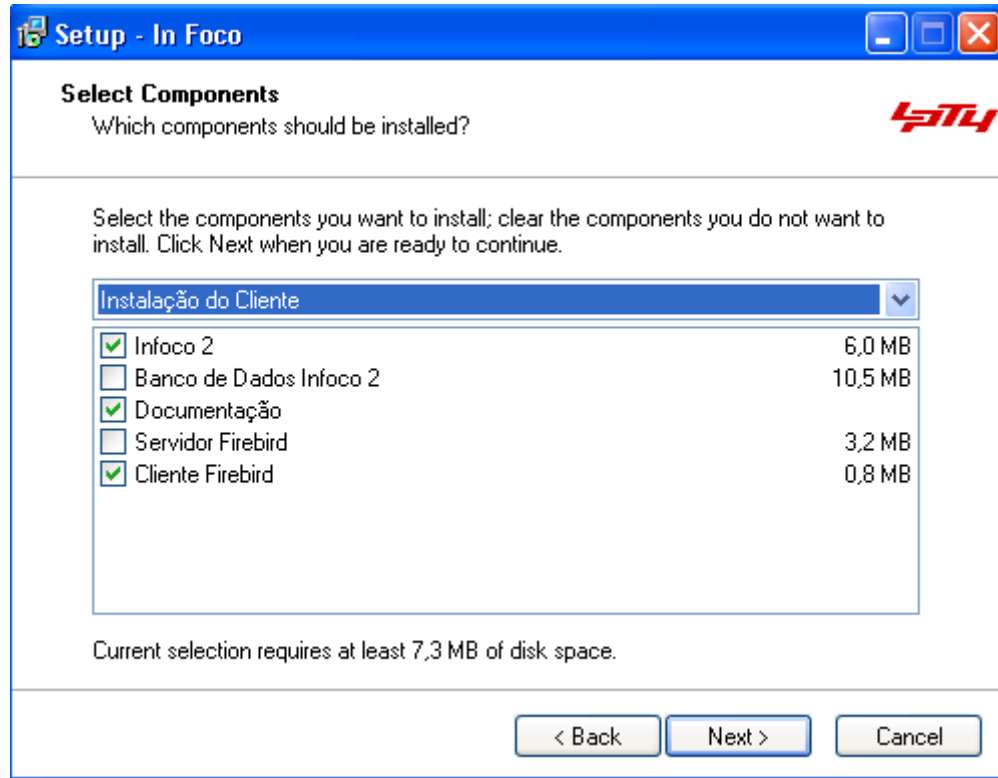 Setup - In Foco
Select Components
Which components should be installed?
Select the components you want to install; clear the components you do not want to
install. Click Next when you are ready to continue.
Instalação do Cliente
Infoco 2 6,0 MB
Banco de Dados Infoco 2 10,5 MB
Documentação
Servidor Firebird 3,2 MB
Cliente Firebird 0,8 MB
Current selection requires at least 7,3 MB of disk space.
< Back Next > Cancel